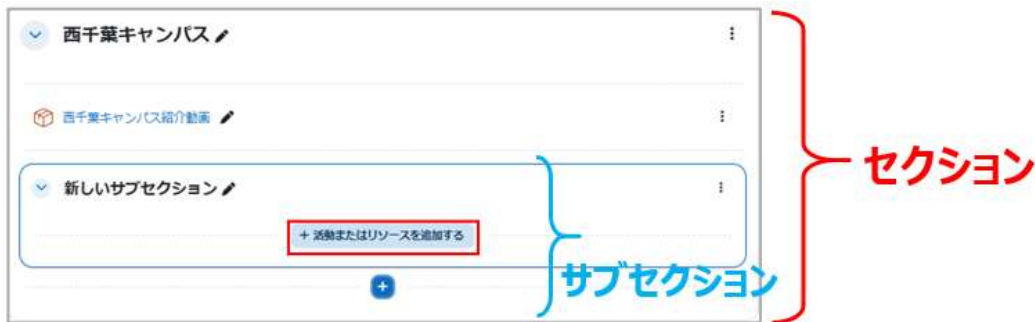 西千葉キャンパス
西千葉キャンパス紹介動画
セクション
新しいサブセクション
+ 活動またはリソースを追加する
サブセクション